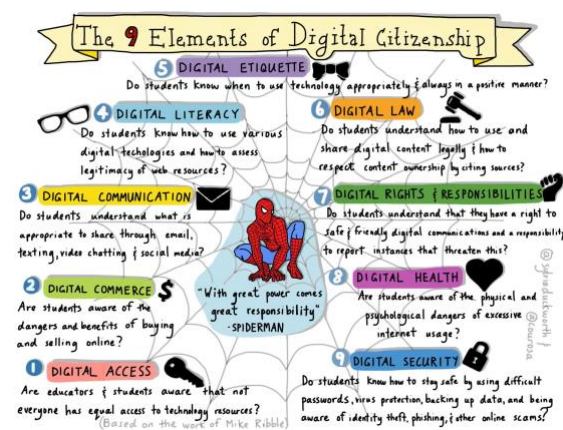 The 9 Elements of Digital Citizenship
5 DIGITAL ETIQUETTE
Do students know when to use technology appropriately & always in a positive manner?
4 DIGITAL LITERACY
Do students know how to use various
digital techologies and how to assess
legitimacy of web resources?
6 DIGITAL LAW
Do students understand how to use and
share digital content legally & how to
respect content ownership by citing sources?
3 DIGITAL COMMUNICATION
Do students understand what is
appropriate to share through email,
texting, video chatting & social media?
7 DIGITAL RIGHTS & RESPONSIBILITIES
Do students understand that they have a right to
safe & friendly digital communications and a responsibility
to report instances that threaten this?
2 DIGITAL COMMERCE
Are students aware of the
dangers and benefits of buying
and selling online?
"With great power comes
great responsibility"
-SPIDERMAN
8 DIGITAL HEALTH
Are students aware of the physical and
psychological dangers of excessive
internet usage?
1 DIGITAL ACCESS
Are educators & students aware that not
everyone has equal access to technology resources?
(Based on the work of Mike Ribble)
9 DIGITAL SECURITY
Do students know how to stay safe by using difficult
passwords, virus protection, backing up data, and being
aware of identity theft, phishing, & other online scams?
@sylviaduckworth &
@courosa